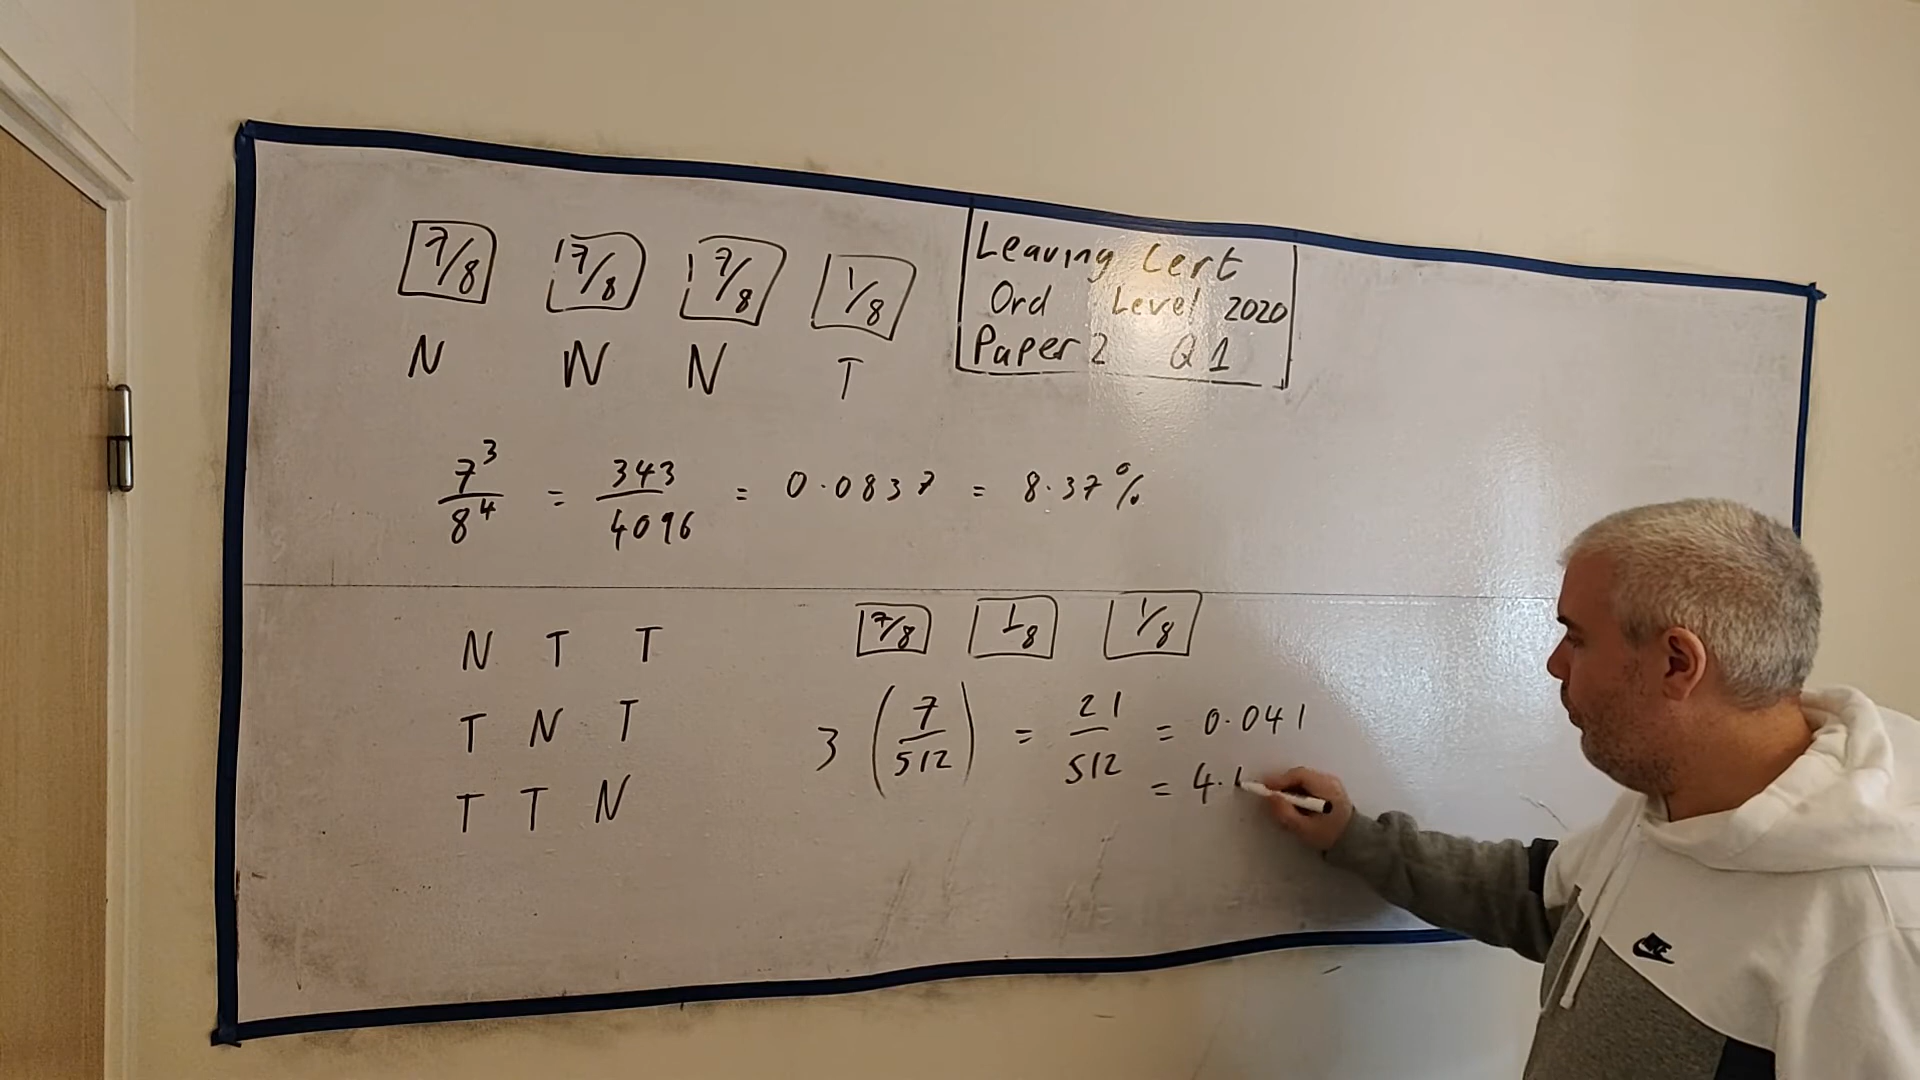 7/8 7/8 7/8 1/8
N N N T
Leaving Cert
Ord Level 2020
Paper 2 Q1
7³/8⁴ = 343/4096 = 0.0837 = 8.37%
N T T
T N T
T T N
7/8 1/8 1/8
3 (7/512) = 21/512 = 0.041
= 4.1